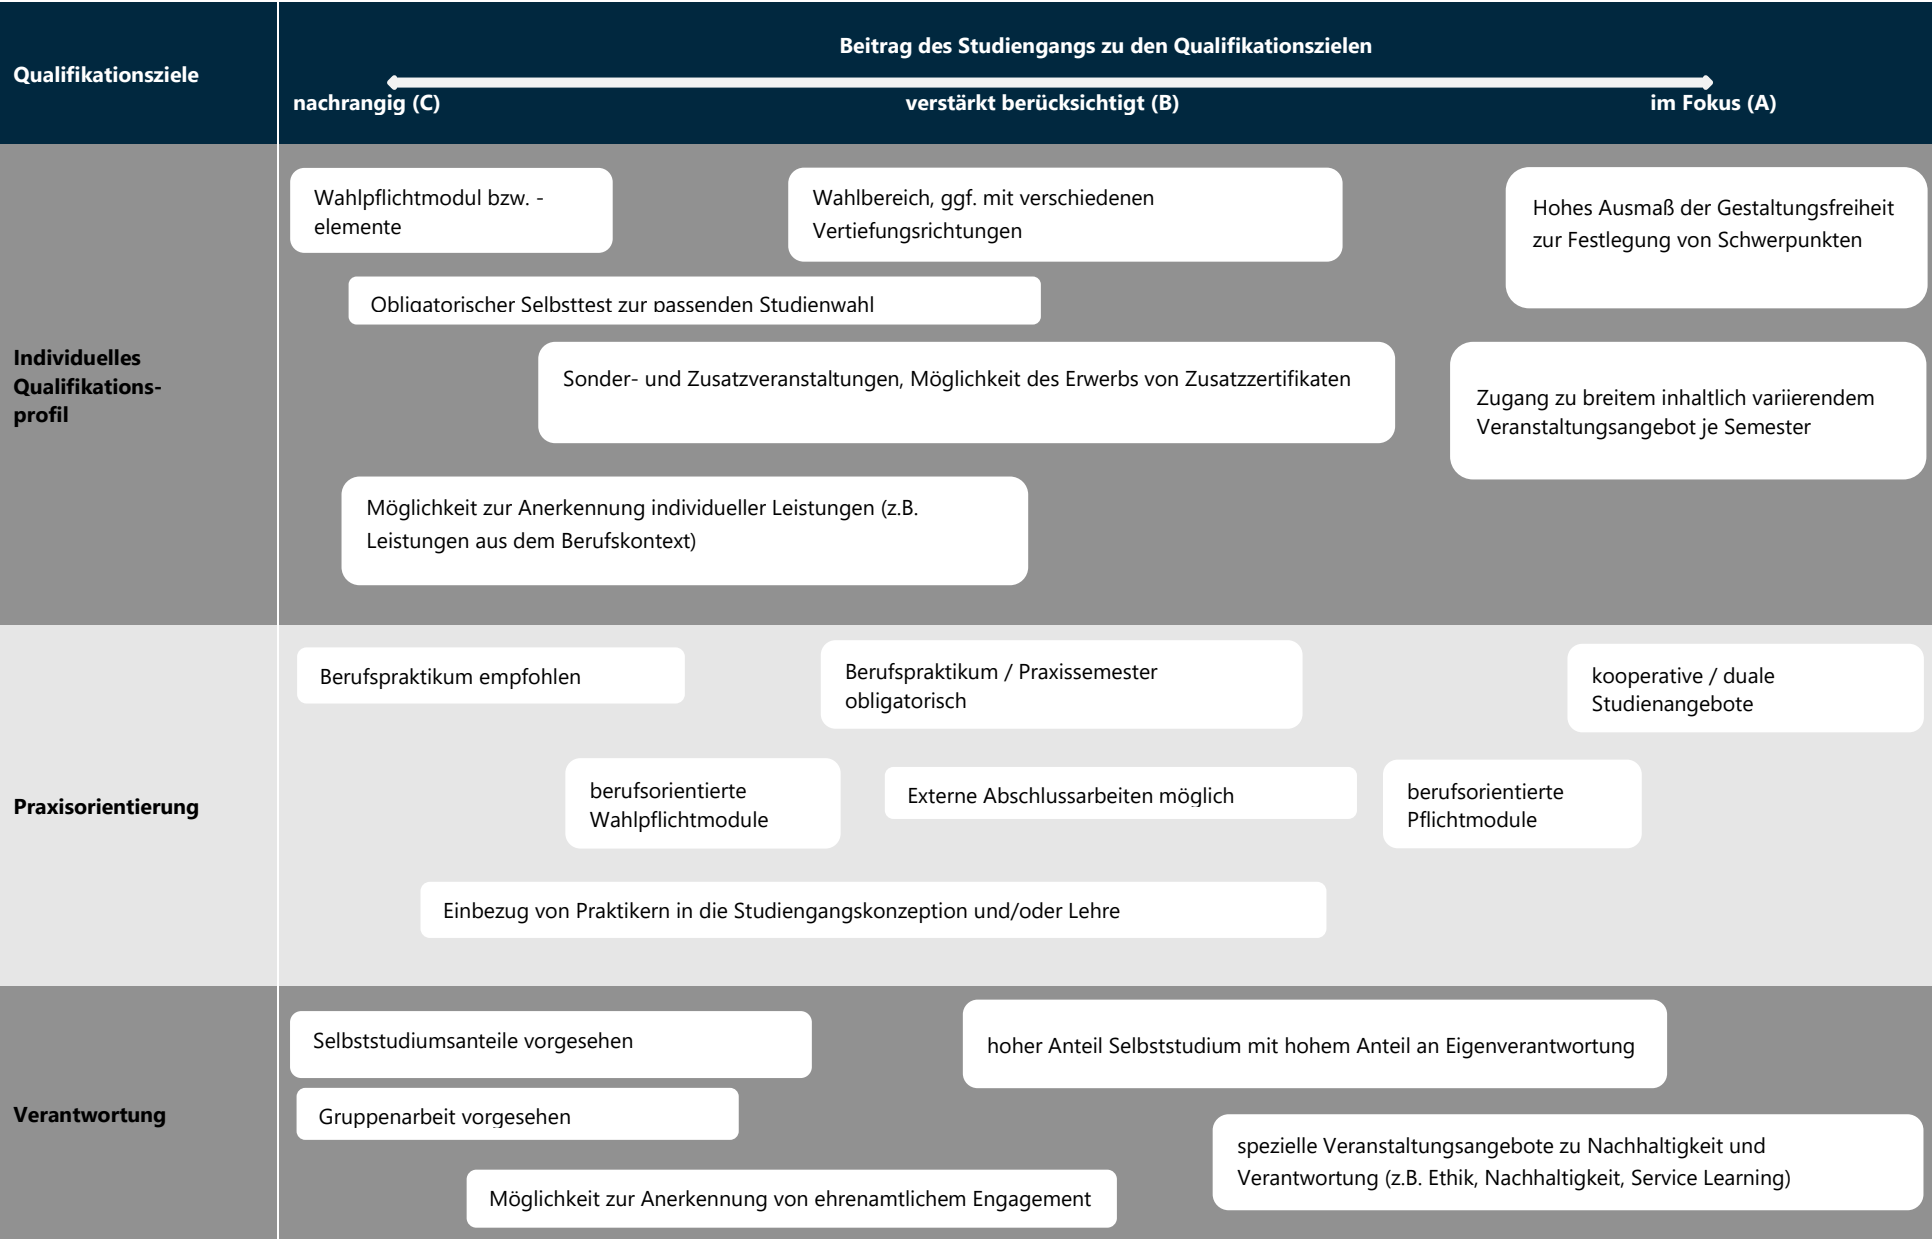 Beitrag des Studiengangs zu den Qualifikationszielen
Qualifikationsziele
nachrangig (C)
verstärkt berücksichtigt (B)
im Fokus (A)
Wahlpflichtmodul bzw. -
elemente
Wahlbereich, ggf. mit verschiedenen
Vertiefungsrichtungen
Hohes Ausmaß der Gestaltungsfreiheit
zur Festlegung von Schwerpunkten
Obligatorischer Selbsttest zur passenden Studienwahl
Individuelles
Qualifikations-
profil
Sonder- und Zusatzveranstaltungen, Möglichkeit des Erwerbs von Zusatzzertifikaten
Zugang zu breitem inhaltlich variierendem
Veranstaltungsangebot je Semester
Möglichkeit zur Anerkennung individueller Leistungen (z.B.
Leistungen aus dem Berufskontext)
Berufspraktikum empfohlen
Berufspraktikum / Praxissemester
obligatorisch
kooperative / duale
Studienangebote
Praxisorientierung
berufsorientierte
Wahlpflichtmodule
Externe Abschlussarbeiten möglich
berufsorientierte
Pflichtmodule
Einbezug von Praktikern in die Studiengangskonzeption und/oder Lehre
Selbststudiumsanteile vorgesehen
hoher Anteil Selbststudium mit hohem Anteil an Eigenverantwortung
Verantwortung
Gruppenarbeit vorgesehen
spezielle Veranstaltungsangebote zu Nachhaltigkeit und
Verantwortung (z.B. Ethik, Nachhaltigkeit, Service Learning)
Möglichkeit zur Anerkennung von ehrenamtlichem Engagement